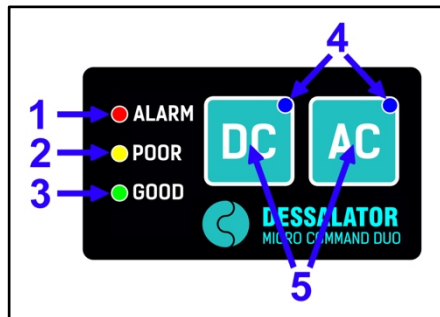 4
1 ALARM DC AC
2 POOR
3 GOOD
DESSALATOR
MICRO COMMAND DUO
5